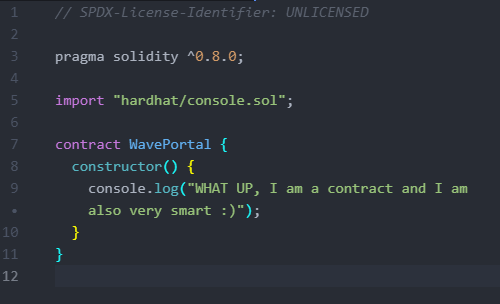 1 // SPDX-License-Identifier: UNLICENSED
2
3 pragma solidity ^0.8.0;
4
5 import "hardhat/console.sol";
6
7 contract WavePortal {
8 constructor() {
9 console.log("WHAT UP, I am a contract and I am
• also very smart :)");
10 }
11 }
12